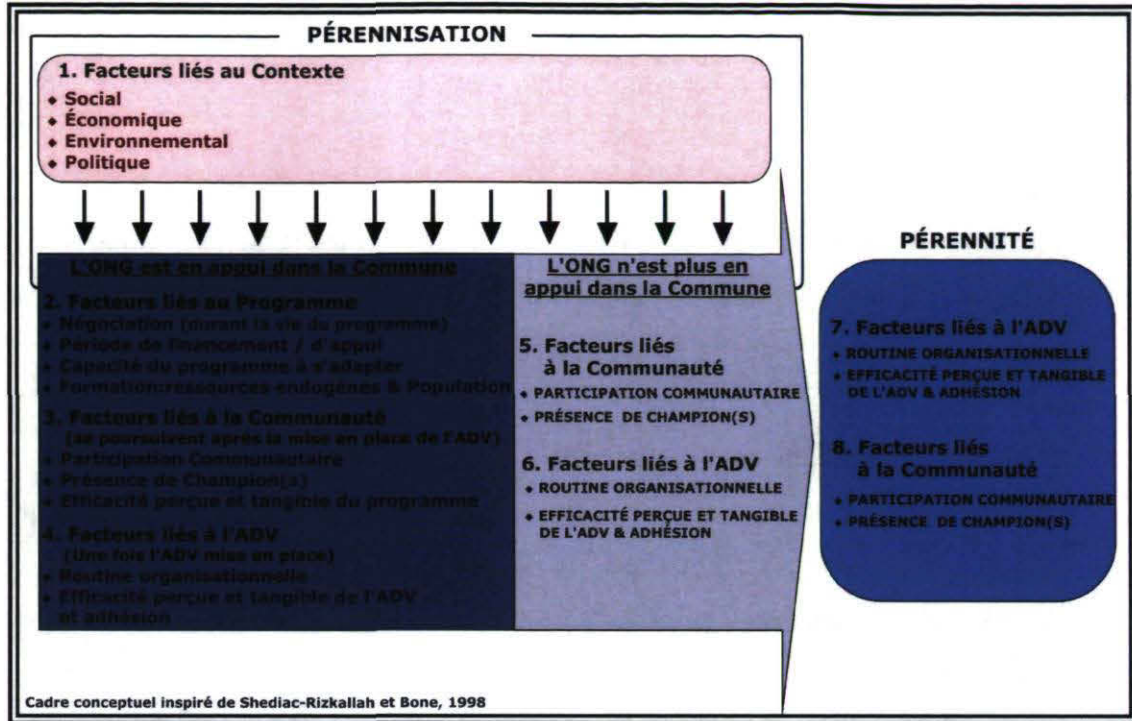 PÉRENNISATION
1. Facteurs liés au Contexte
◆ Social
◆ Économique
◆ Environnemental
◆ Politique
L'ONG est en appui dans la Commune
2. Facteurs liés au Programme
◆ Négociation (durant la vie du programme)
◆ Période de financement / d'appui
◆ Capacité du programme à s'adapter
◆ Formation:ressources endogènes & Population
3. Facteurs liés à la Communauté
(se poursuivent après la mise en place de l'ADV)
◆ Participation Communautaire
◆ Présence de Champion(s)
◆ Efficacité perçue et tangible du programme
4. Facteurs liés à l'ADV
(Une fois l'ADV mise en place)
◆ Routine organisationnelle
◆ Efficacité perçue et tangible de l'ADV
et adhésion
L'ONG n'est plus en
appui dans la Commune
5. Facteurs liés
à la Communauté
◆ PARTICIPATION COMMUNAUTAIRE
◆ PRÉSENCE DE CHAMPION(S)
6. Facteurs liés à l'ADV
◆ ROUTINE ORGANISATIONNELLE
◆ EFFICACITÉ PERÇUE ET TANGIBLE
DE L'ADV & ADHÉSION
PÉRENNITÉ
7. Facteurs liés à l'ADV
◆ ROUTINE ORGANISATIONNELLE
◆ EFFICACITÉ PERÇUE ET TANGIBLE
DE L'ADV & ADHÉSION
8. Facteurs liés
à la Communauté
◆ PARTICIPATION COMMUNAUTAIRE
◆ PRÉSENCE DE CHAMPION(S)
Cadre conceptuel inspiré de Shediac-Rizkallah et Bone, 1998